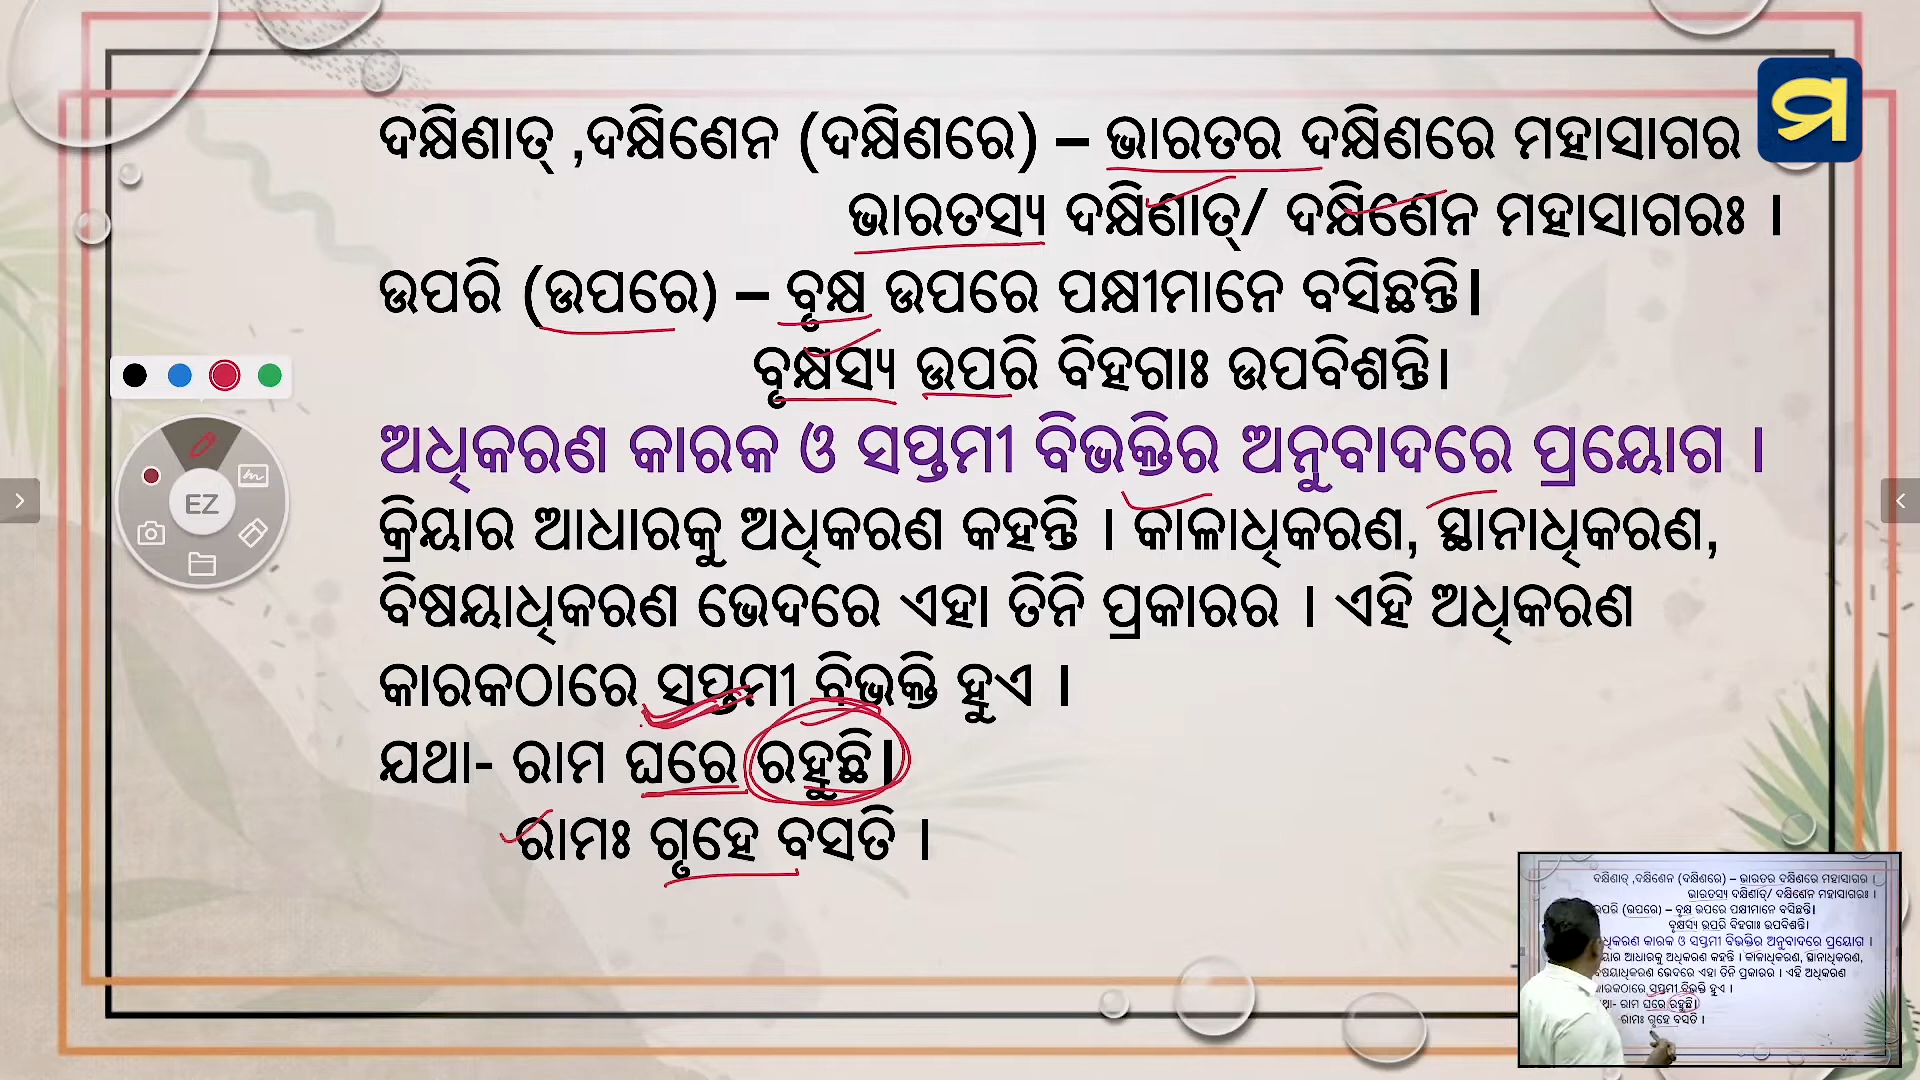 ଦକ୍ଷିଣାତ୍ ,ଦକ୍ଷିଣେନ (ଦକ୍ଷିଣରେ) – ଭାରତର ଦକ୍ଷିଣରେ ମହାସାଗର
ମ
ଭାରତସ୍ୟ ଦକ୍ଷିଣାତ୍/ ଦକ୍ଷିଣେନ ମହାସାଗରଃ ।
ଉପରି (ଉପରେ) – ବୃକ୍ଷ ଉପରେ ପକ୍ଷୀମାନେ ବସିଛନ୍ତି।
ବୃକ୍ଷସ୍ୟ ଉପରି ବିହଗାଃ ଉପବିଶନ୍ତି।
ଅଧିକରଣ କାରକ ଓ ସପ୍ତମୀ ବିଭକ୍ତିର ଅନୁବାଦରେ ପ୍ରୟୋଗ ।
କ୍ରିୟାର ଆଧାରକୁ ଅଧିକରଣ କହନ୍ତି । କାଳାଧିକରଣ, ସ୍ଥାନାଧିକରଣ,
ବିଷୟାଧିକରଣ ଭେଦରେ ଏହା ତିନି ପ୍ରକାରର । ଏହି ଅଧିକରଣ
କାରକଠାରେ ସପ୍ତମୀ ବିଭକ୍ତି ହୁଏ ।
ଯଥା- ରାମ ଘରେ ରହୁଛି।
ରାମଃ ଗୃହେ ବସତି ।
EZ